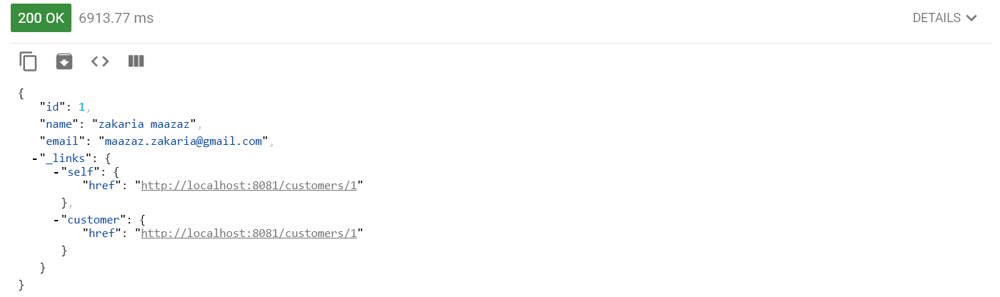 200 OK 6913.77 ms DETAILS
{
"id": 1,
"name": "zakaria maazaz",
"email": "maazaz.zakaria@gmail.com",
-"_links": {
-"self": {
"href": "http://localhost:8081/customers/1"
},
-"customer": {
"href": "http://localhost:8081/customers/1"
}
}
}